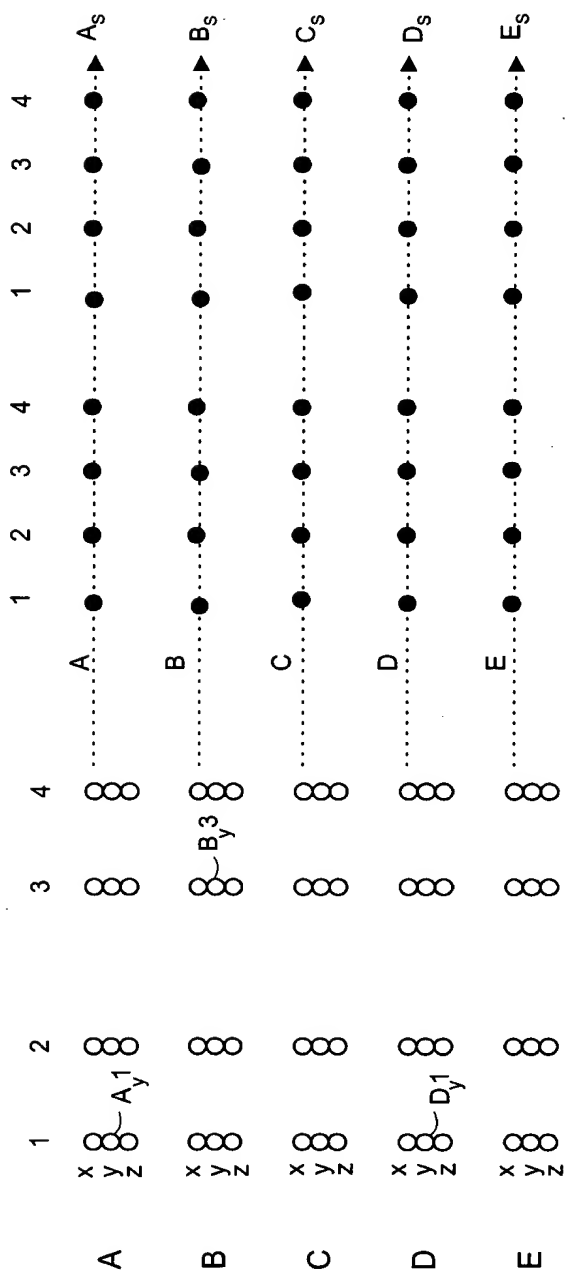 1 2 3 4 1 2 3 4 1 2 3 4
A x y z A_y1 A A_s
B x y z B_y3 B B_s
C x y z C C_s
D x y z D_y1 D D_s
E x y z E E_s